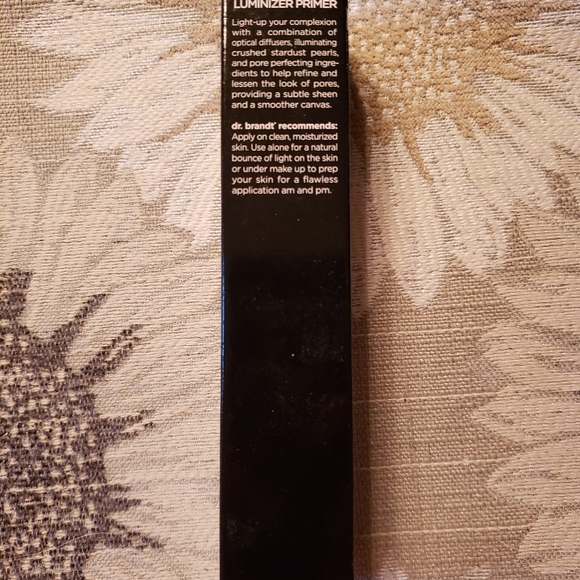 LUMINIZER PRIMER
Light-up your complexion
with a combination of
optical diffusers, illuminating
crushed stardust pearls,
and pore perfecting ingre-
dients to help refine and
lessen the look of pores,
providing a subtle sheen
and a smoother canvas.
dr. brandt® recommends:
Apply on clean, moisturized
skin. Use alone for a natural
bounce of light on the skin
or under make up to prep
your skin for a flawless
application am and pm.